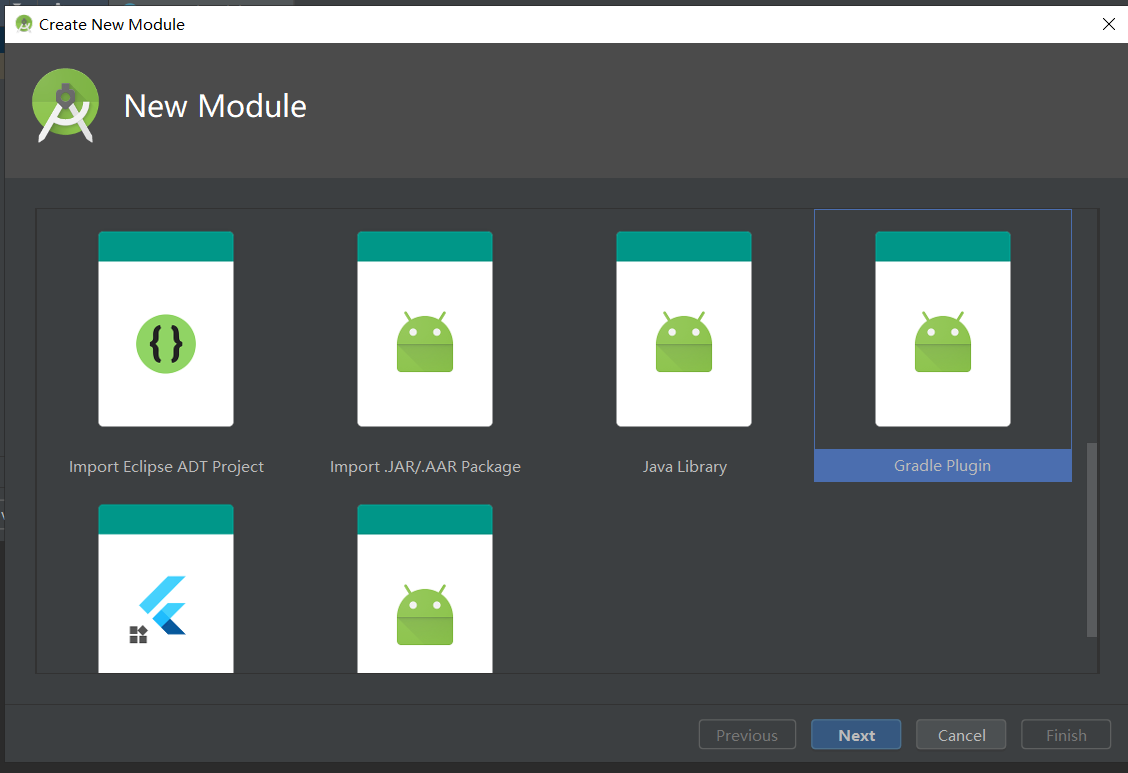 Create New Module
New Module
Import Eclipse ADT Project
Import .JAR/.AAR Package
Java Library
Gradle Plugin
Previous
Next
Cancel
Finish